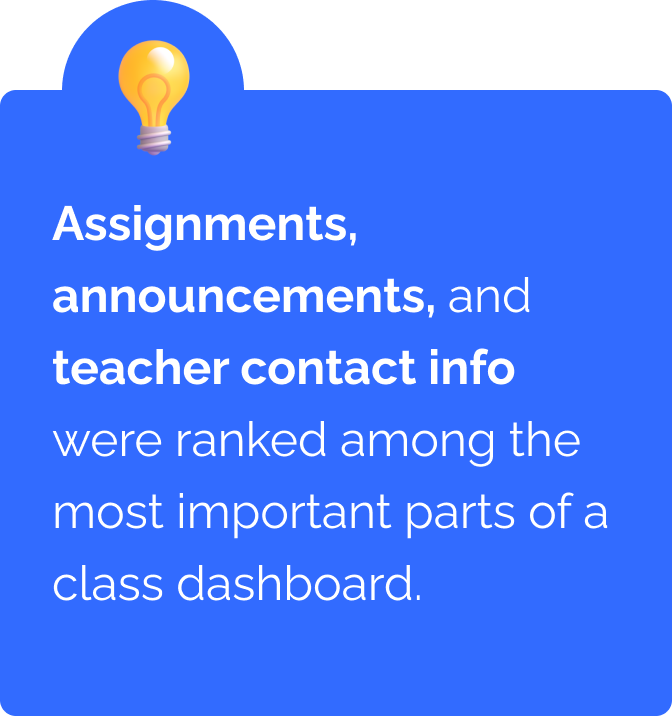 Assignments,
announcements, and
teacher contact info
were ranked among the
most important parts of a
class dashboard.